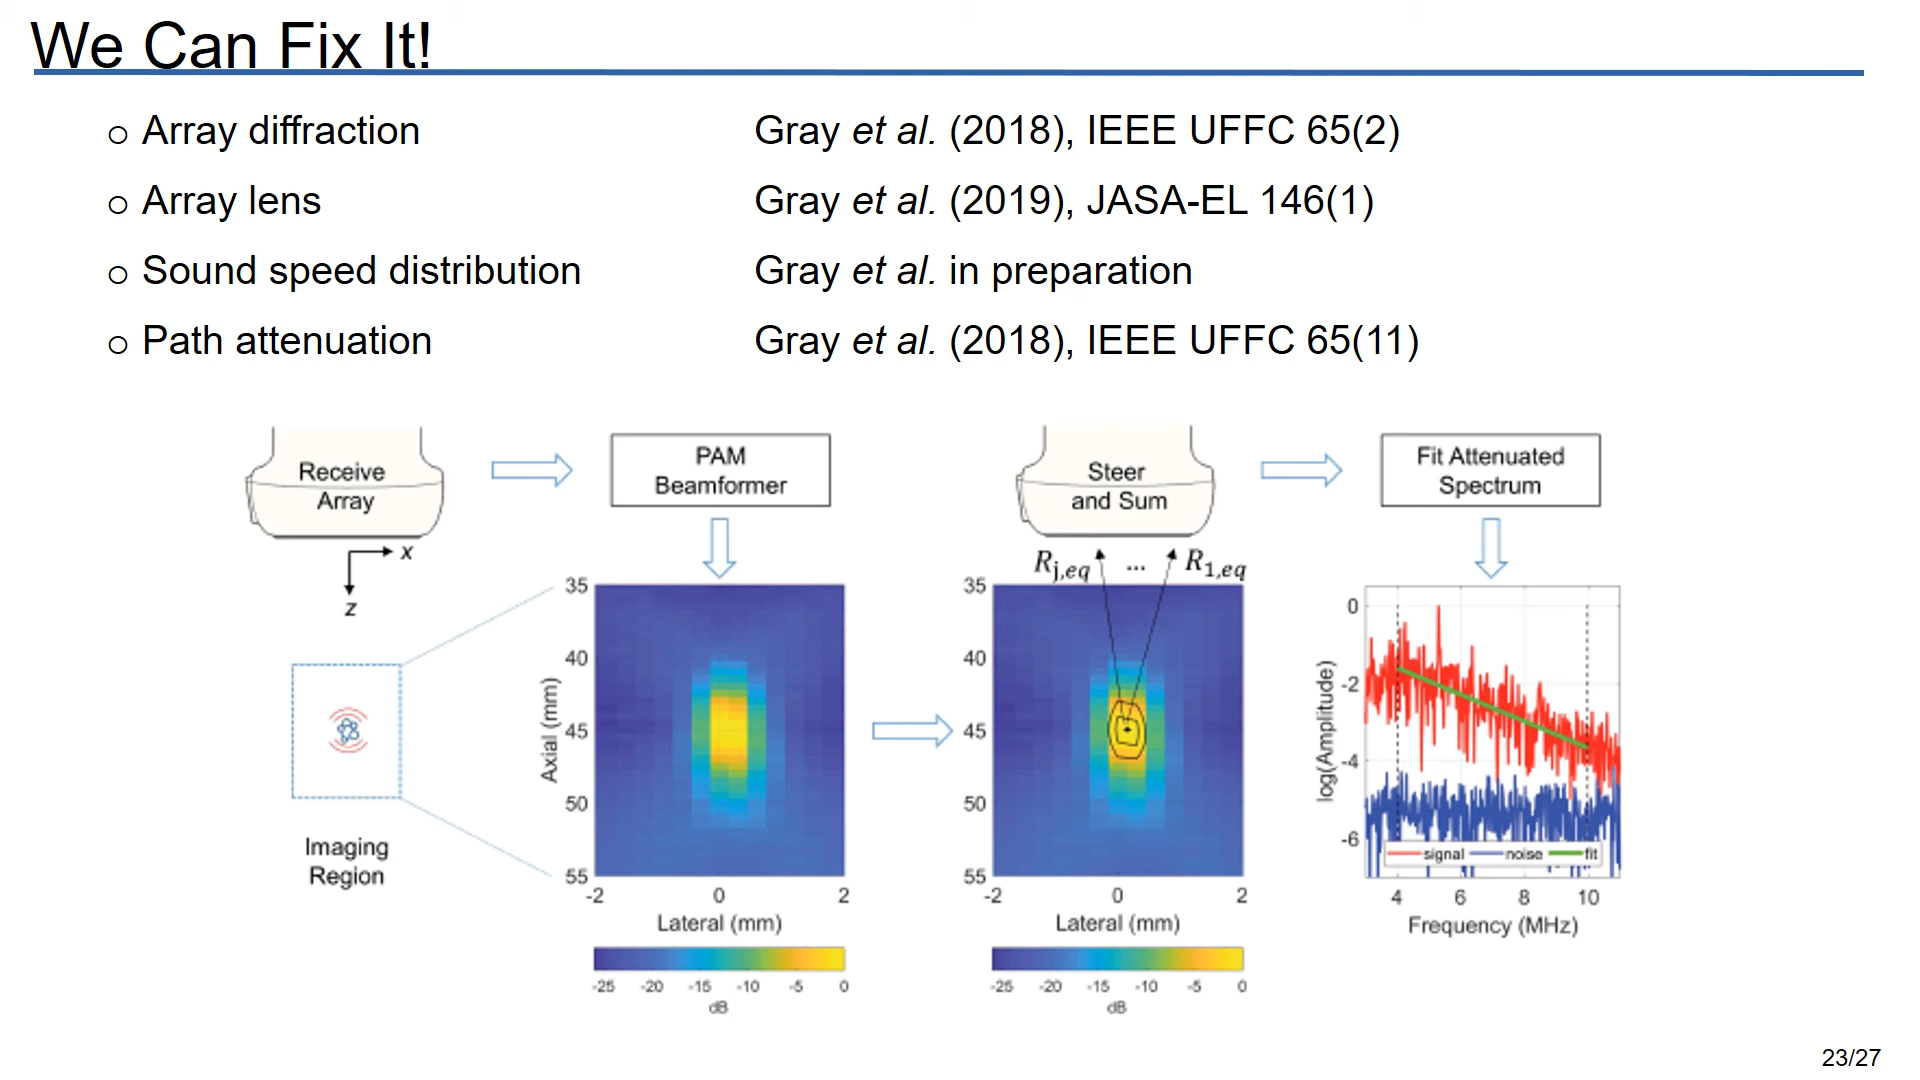 We Can Fix It!
○ Array diffraction Gray et al. (2018), IEEE UFFC 65(2)
○ Array lens Gray et al. (2019), JASA-EL 146(1)
○ Sound speed distribution Gray et al. in preparation
○ Path attenuation Gray et al. (2018), IEEE UFFC 65(11)
Receive
Array
x
z
Imaging
Region
PAM
Beamformer
35
40
45
50
55
Axial (mm)
-2 0 2
Lateral (mm)
-25 -20 -15 -10 -5 0
dB
Steer
and Sum
Rj,eq ... R1,eq
35
40
45
50
55
-2 0 2
Lateral (mm)
-25 -20 -15 -10 -5 0
dB
Fit Attenuated
Spectrum
0
-2
-4
-6
log(Amplitude)
signal noise fit
4 6 8 10
Frequency (MHz)
23/27